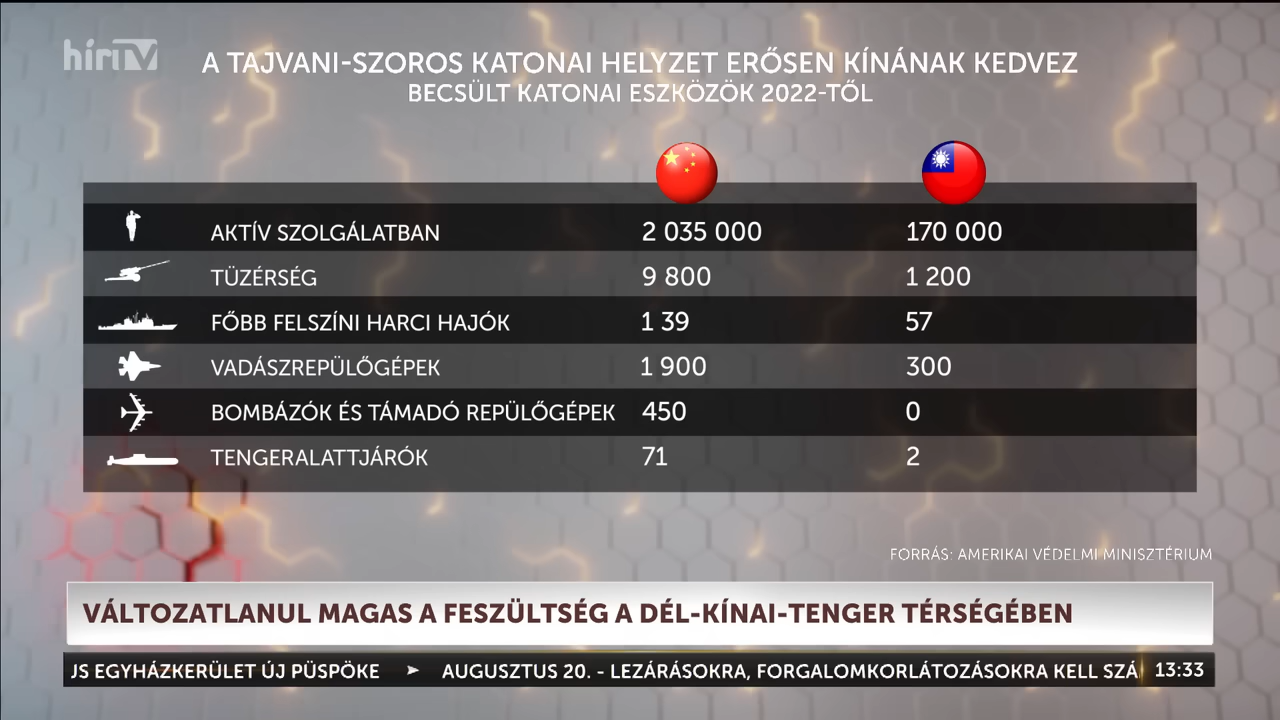 hírTV
A TAJVANI-SZOROS KATONAI HELYZET ERŐSEN KÍNÁNAK KEDVEZ
BECSÜLT KATONAI ESZKÖZÖK 2022-TŐL
AKTÍV SZOLGÁLATBAN 2 035 000 170 000
TÜZÉRSÉG 9 800 1 200
FŐBB FELSZÍNI HARCI HAJÓK 1 39 57
VADÁSZREPÜLŐGÉPEK 1 900 300
BOMBÁZÓK ÉS TÁMADÓ REPÜLŐGÉPEK 450 0
TENGERALATTJÁRÓK 71 2
FORRÁS: AMERIKAI VÉDELMI MINISZTÉRIUM
VÁLTOZATLANUL MAGAS A FESZÜLTSÉG A DÉL-KÍNAI-TENGER TÉRSÉGÉBEN
JS EGYHÁZKERÜLET ÚJ PÜSPÖKE ➤ AUGUSZTUS 20. - LEZÁRÁSOKRA, FORGALOMKORLÁTOZÁSOKRA KELL SZÁ 13:33